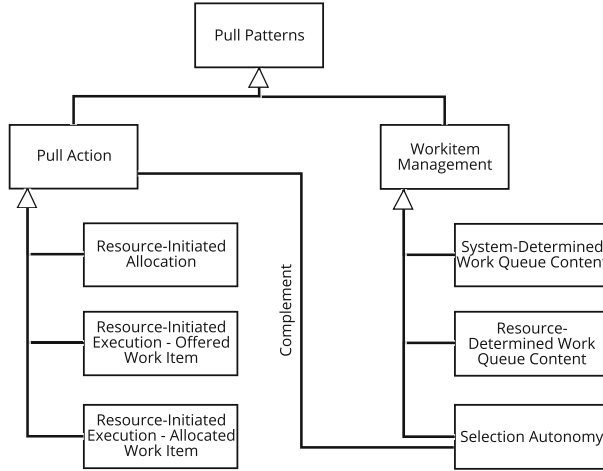 Pull Patterns
Pull Action
Workitem
Management
Resource-Initiated
Allocation
System-Determined
Work Queue Content
Complement
Resource-Initiated
Execution - Offered
Work Item
Resource-
Determined Work
Queue Content
Resource-Initiated
Execution - Allocated
Work Item
Selection Autonomy